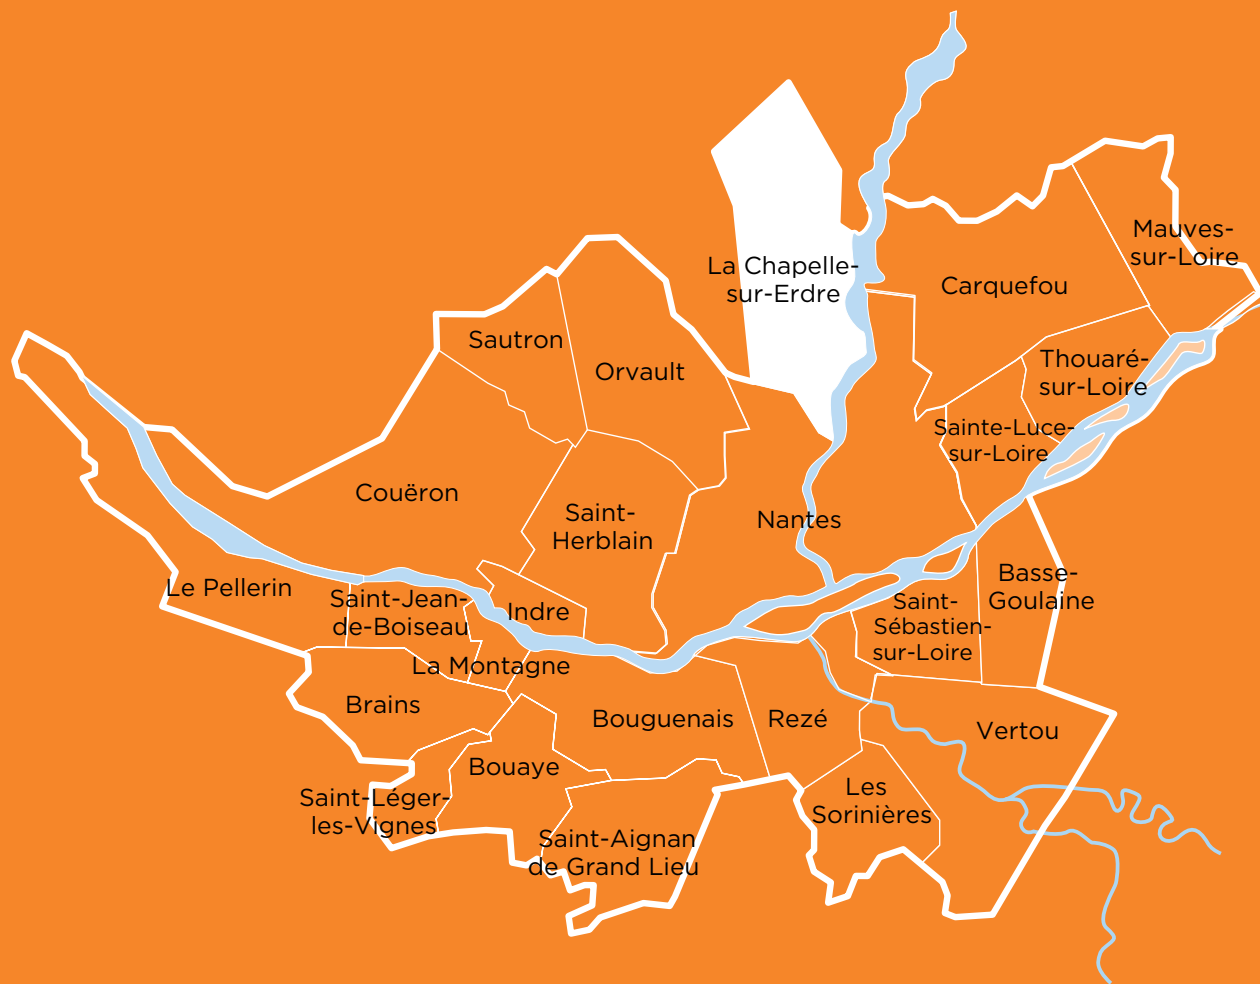 Mauves-
sur-Loire
La Chapelle-
sur-Erdre
Carquefou
Sautron
Orvault
Thouaré-
sur-Loire
Sainte-Luce-
sur-Loire
Couëron
Saint-
Herblain
Nantes
Le Pellerin
Saint-Jean-
de-Boiseau
Indre
Basse-
Goulaine
Saint-
Sébastien-
sur-Loire
La Montagne
Brains
Bouguenais
Rezé
Vertou
Bouaye
Saint-Léger-
les-Vignes
Les
Sorinières
Saint-Aignan
de Grand Lieu